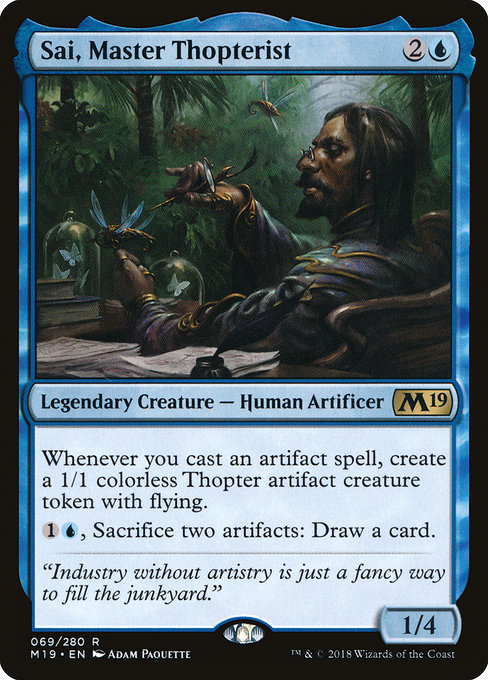 Sai, Master Thopterist 2
Legendary Creature — Human Artificer M19
Whenever you cast an artifact spell, create
a 1/1 colorless Thopter artifact creature
token with flying.
1, Sacrifice two artifacts: Draw a card.
“Industry without artistry is just a fancy way
to fill the junkyard.”
1/4
069/280 R
M19 • EN Adam Paquette
™ & © 2018 Wizards of the Coast